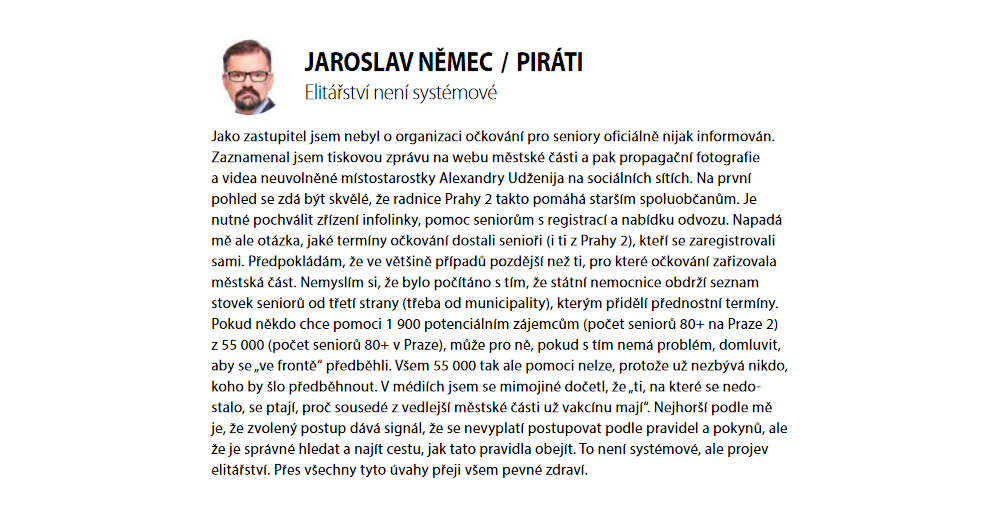 JAROSLAV NĚMEC / PIRÁTI
Elitářství není systémové
Jako zastupitel jsem nebyl o organizaci očkování pro seniory oficiálně nijak informován.
Zaznamenal jsem tiskovou zprávu na webu městské části a pak propagační fotografie
a videa neuvolněné místostarostky Alexandry Udženija na sociálních sítích. Na první
pohled se zdá být skvělé, že radnice Prahy 2 takto pomáhá starším spoluobčanům. Je
nutné pochválit zřízení infolinky, pomoc seniorům s registrací a nabídku odvozu. Napadá
mě ale otázka, jaké termíny očkování dostali senioři (i ti z Prahy 2), kteří se zaregistrovali
sami. Předpokládám, že ve většině případů pozdější než ti, pro které očkování zařizovala
městská část. Nemyslím si, že bylo počítáno s tím, že státní nemocnice obdrží seznam
stovek seniorů od třetí strany (třeba od municipality), kterým přidělí přednostní termíny.
Pokud někdo chce pomoci 1 900 potenciálním zájemcům (počet seniorů 80+ na Praze 2)
z 55 000 (počet seniorů 80+ v Praze), může pro ně, pokud s tím nemá problém, domluvit,
aby se „ve frontě“ předběhli. Všem 55 000 tak ale pomoci nelze, protože už nezbývá nikdo,
koho by šlo předběhnout. V médiích jsem se mimojiné dočetl, že „ti, na které se nedo-
stalo, se ptají, proč sousedé z vedlejší městské části už vakcínu mají“. Nejhorší podle mě
je, že zvolený postup dává signál, že se nevyplatí postupovat podle pravidel a pokynů, ale
že je správné hledat a najít cestu, jak tato pravidla obejít. To není systémové, ale projev
elitářství. Přes všechny tyto úvahy přeji všem pevné zdraví.